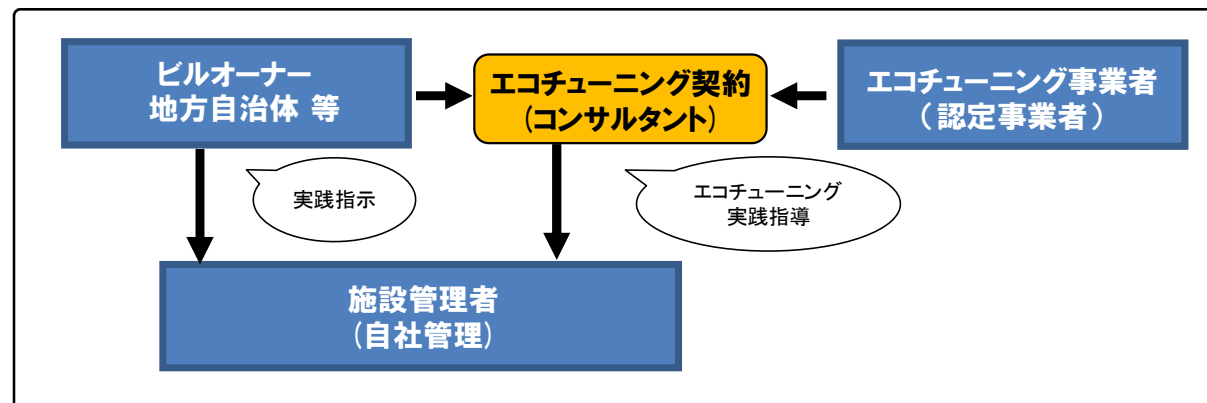 ビルオーナー
地方自治体 等
エコチューニング契約
(コンサルタント)
エコチューニング事業者
（認定事業者）
実践指示
エコチューニング
実践指導
施設管理者
(自社管理)